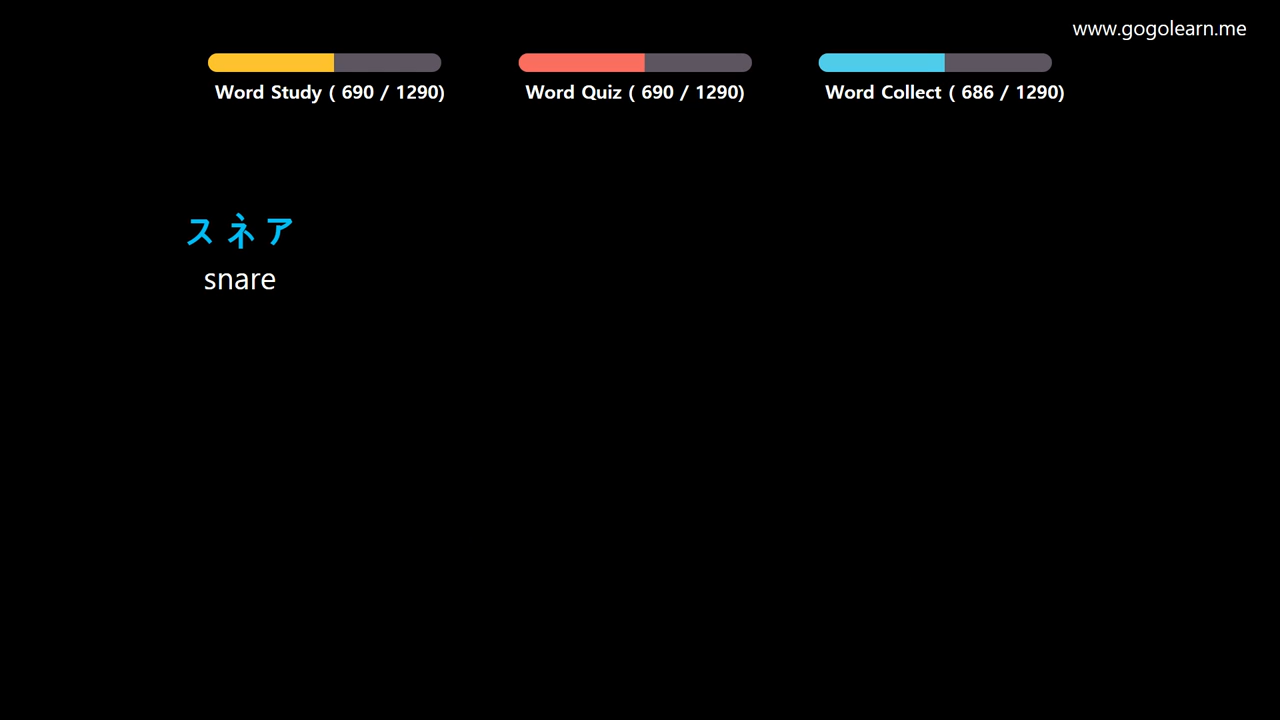 www.gogolearn.me
Word Study ( 690 / 1290)
Word Quiz ( 690 / 1290)
Word Collect ( 686 / 1290)
スネア
snare